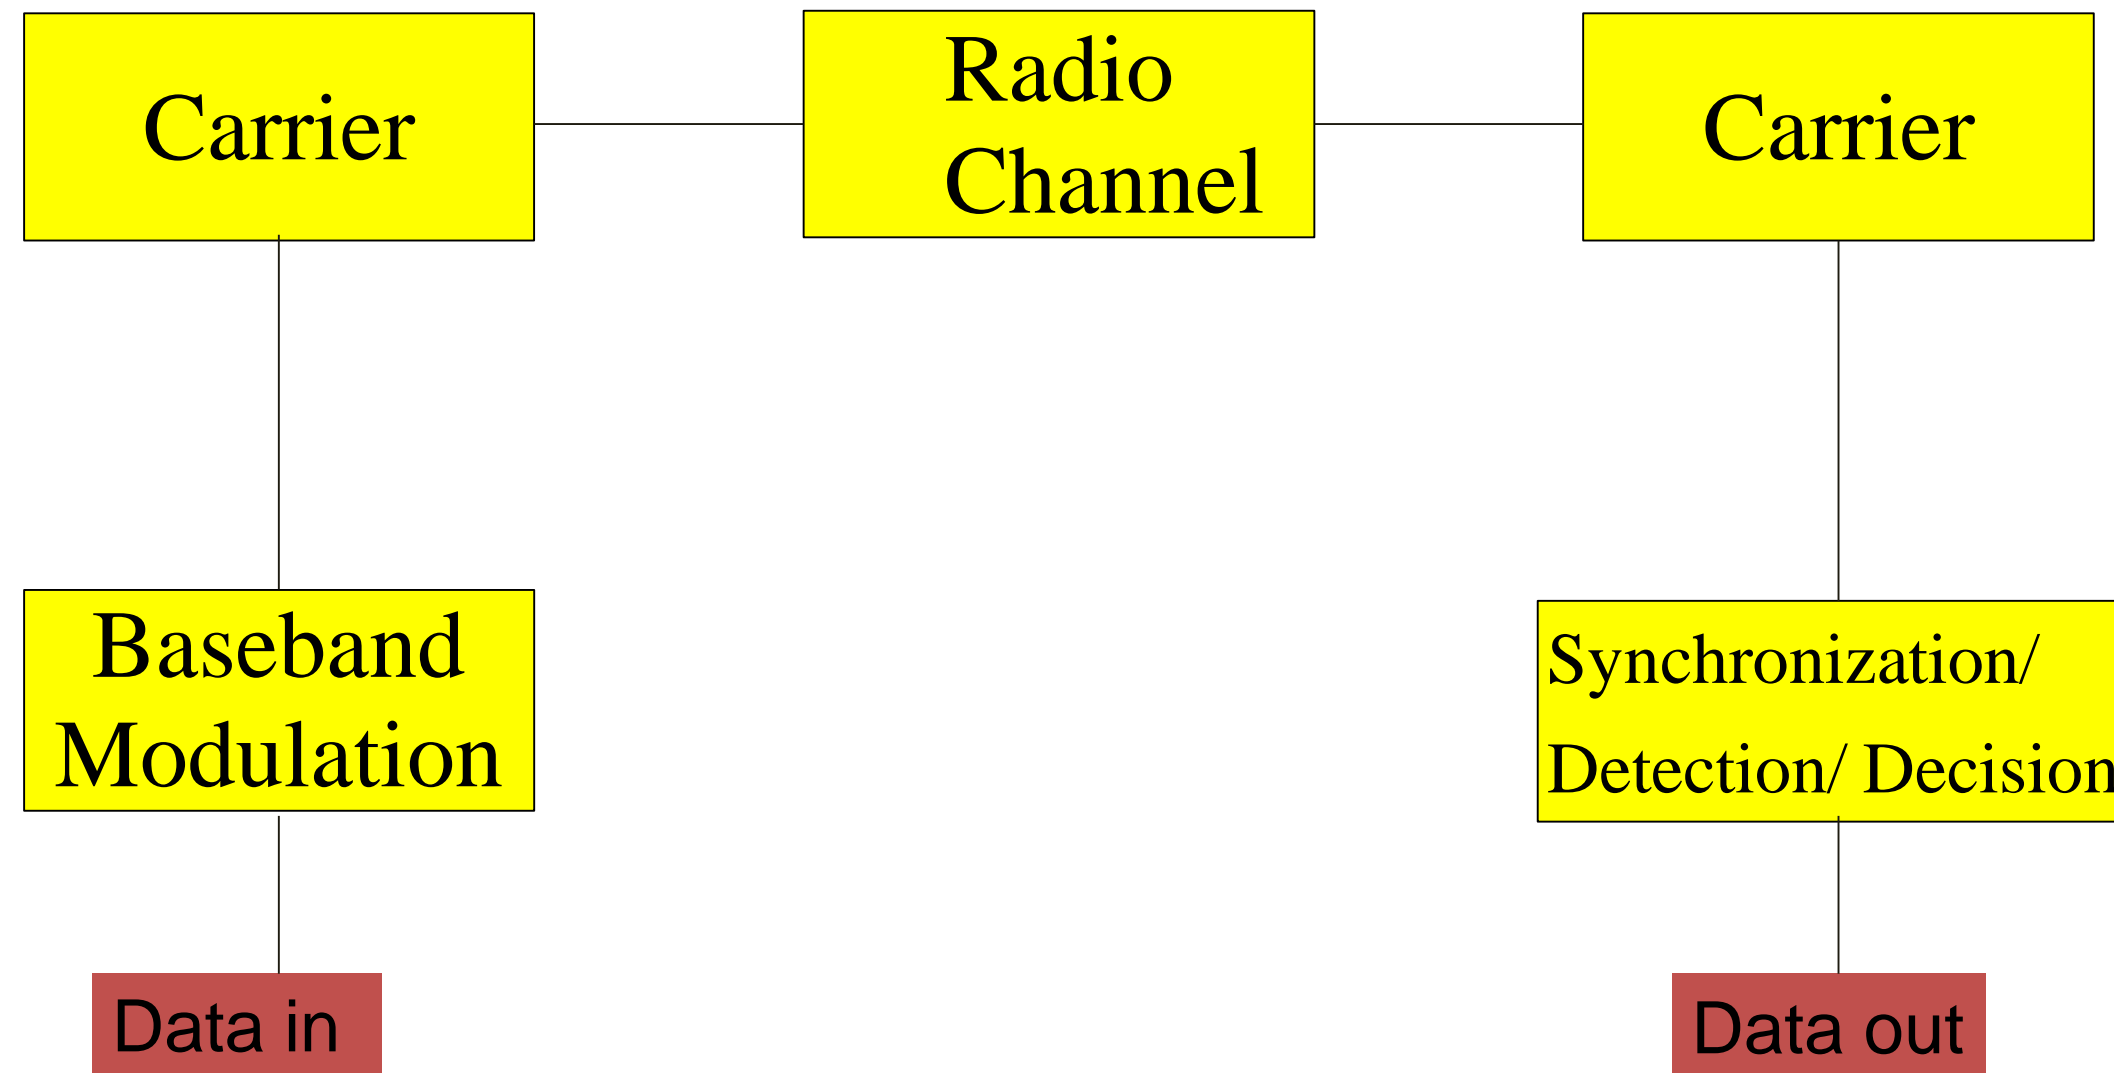 Carrier
Radio
Channel
Carrier
Baseband
Modulation
Synchronization/
Detection/ Decision
Data in
Data out